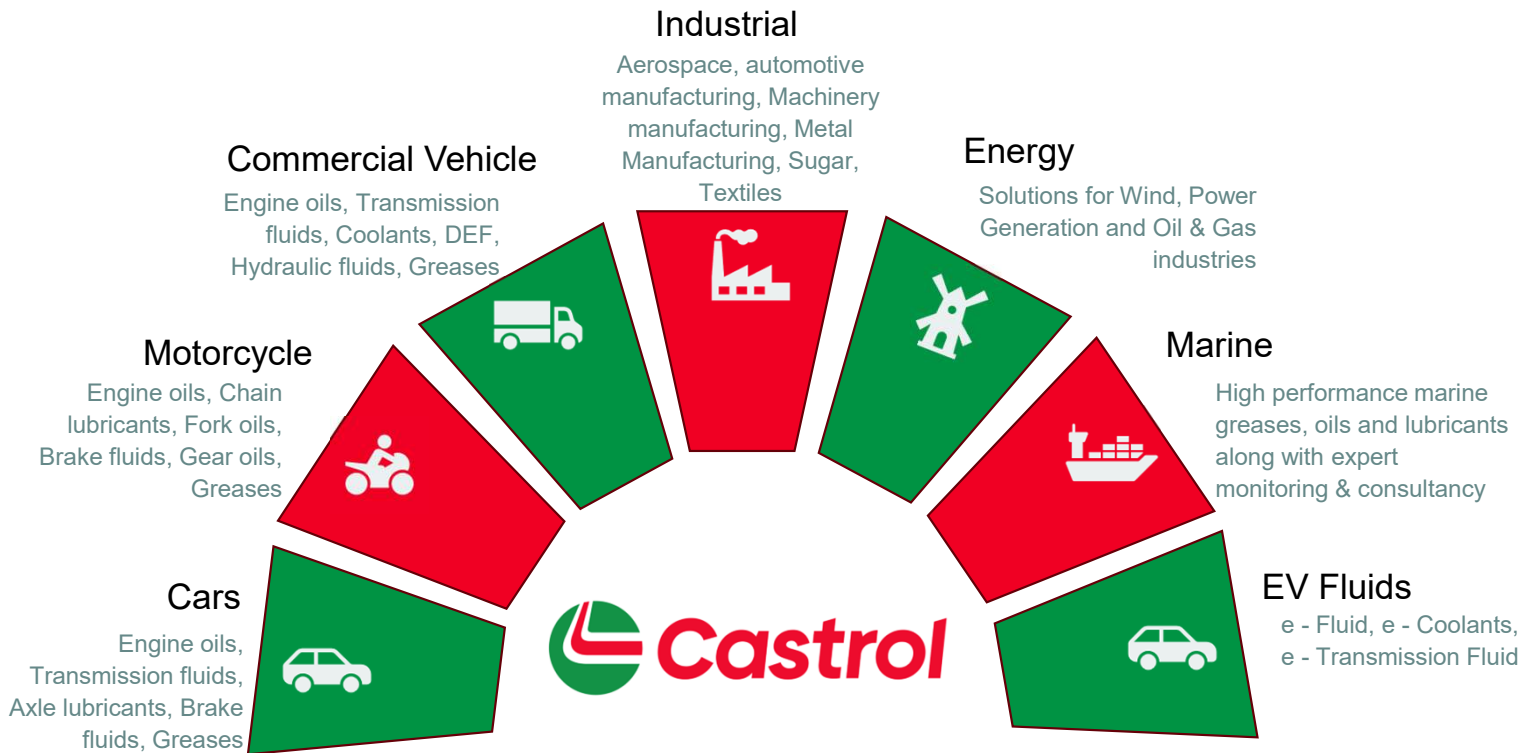 Industrial
Aerospace, automotive
manufacturing, Machinery
manufacturing, Metal
Manufacturing, Sugar,
Textiles
Commercial Vehicle
Engine oils, Transmission
fluids, Coolants, DEF,
Hydraulic fluids, Greases
Energy
Solutions for Wind, Power
Generation and Oil & Gas
industries
Motorcycle
Engine oils, Chain
lubricants, Fork oils,
Brake fluids, Gear oils,
Greases
Marine
High performance marine
greases, oils and lubricants
along with expert
monitoring & consultancy
Cars
Engine oils,
Transmission fluids,
Axle lubricants, Brake
fluids, Greases
Castrol
EV Fluids
e - Fluid, e - Coolants,
e - Transmission Fluid